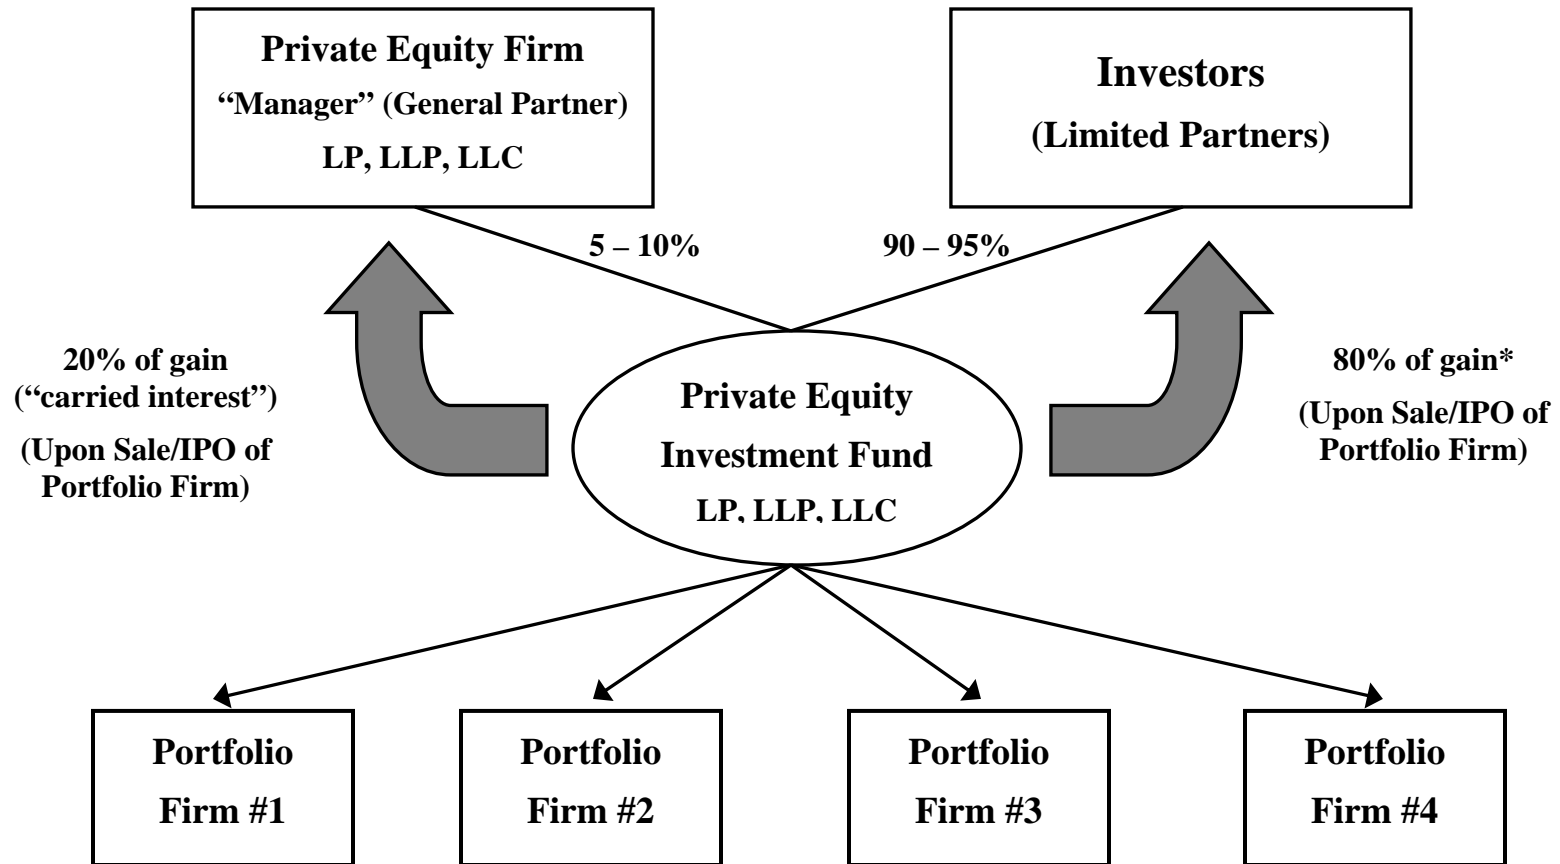 Private Equity Firm
“Manager” (General Partner)
LP, LLP, LLC
Investors
(Limited Partners)
5 – 10%
90 – 95%
20% of gain
(“carried interest”)
(Upon Sale/IPO of
Portfolio Firm)
80% of gain*
(Upon Sale/IPO of
Portfolio Firm)
Private Equity
Investment Fund
LP, LLP, LLC
Portfolio
Firm #1
Portfolio
Firm #2
Portfolio
Firm #3
Portfolio
Firm #4